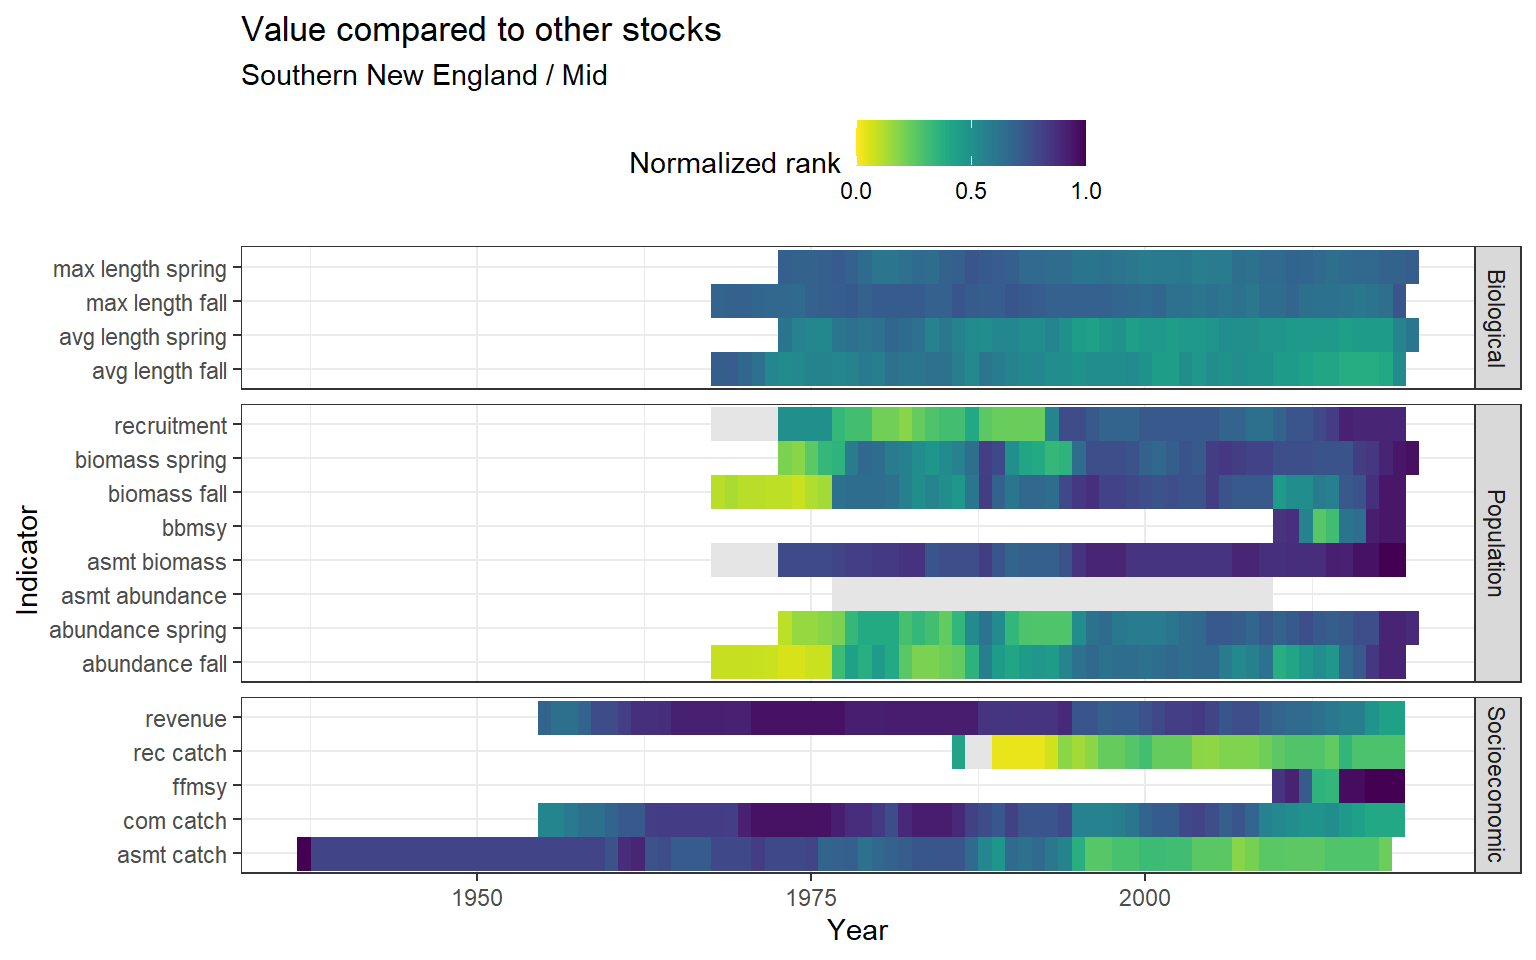 Value compared to other stocks
Southern New England / Mid
Normalized rank
0.0 0.5 1.0
max length spring
max length fall
avg length spring
avg length fall
Biological
recruitment
biomass spring
biomass fall
bbmsy
asmt biomass
asmt abundance
abundance spring
abundance fall
Population
revenue
rec catch
ffmsy
com catch
asmt catch
Socioeconomic
Indicator
1950 1975 2000
Year